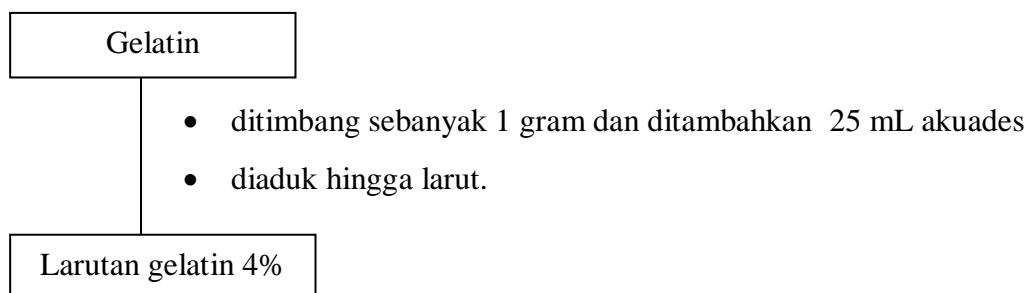 Gelatin
• ditimbang sebanyak 1 gram dan ditambahkan 25 mL akuades
• diaduk hingga larut.
Larutan gelatin 4%